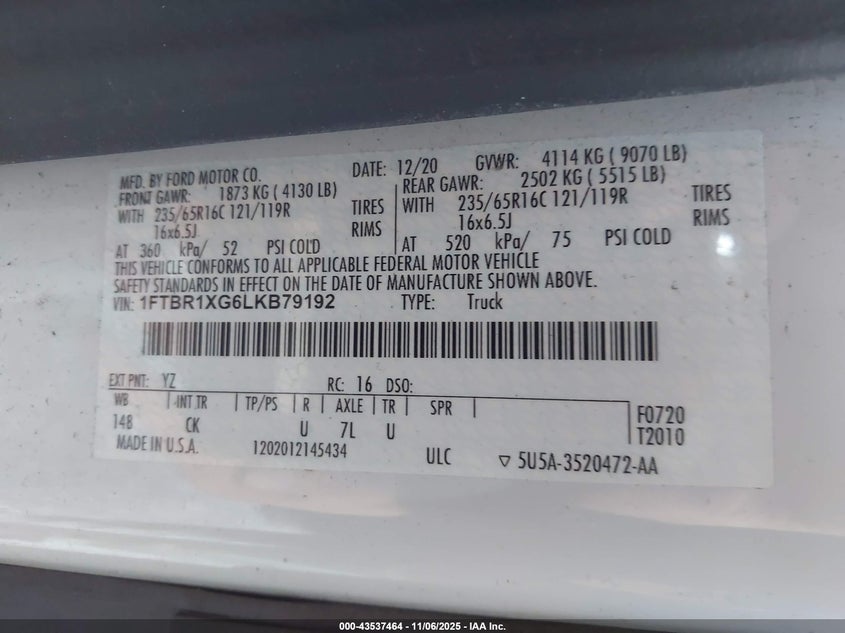 MFD. BY FORD MOTOR CO. DATE: 12/20 GVWR: 4114 KG ( 9070 LB)
FRONT GAWR: 1873 KG ( 4130 LB) REAR GAWR: 2502 KG ( 5515 LB)
WITH 235/65R16C 121/119R TIRES WITH 235/65R16C 121/119R TIRES
16x6.5J RIMS 16x6.5J RIMS
AT 360 kPa/ 52 PSI COLD AT 520 kPa/ 75 PSI COLD
THIS VEHICLE CONFORMS TO ALL APPLICABLE FEDERAL MOTOR VEHICLE
SAFETY STANDARDS IN EFFECT ON THE DATE OF MANUFACTURE SHOWN ABOVE.
VIN: 1FTBR1XG6LKB79192 TYPE: Truck
EXT PNT: YZ RC: 16 DSO:
WB INT TR TP/PS R AXLE TR SPR F0720
148 CK U 7L U T2010
MADE IN U.S.A. 1202012145434 ULC ▽ 5U5A-3520472-AA
000-43537464 - 11/06/2025 - IAA Inc.